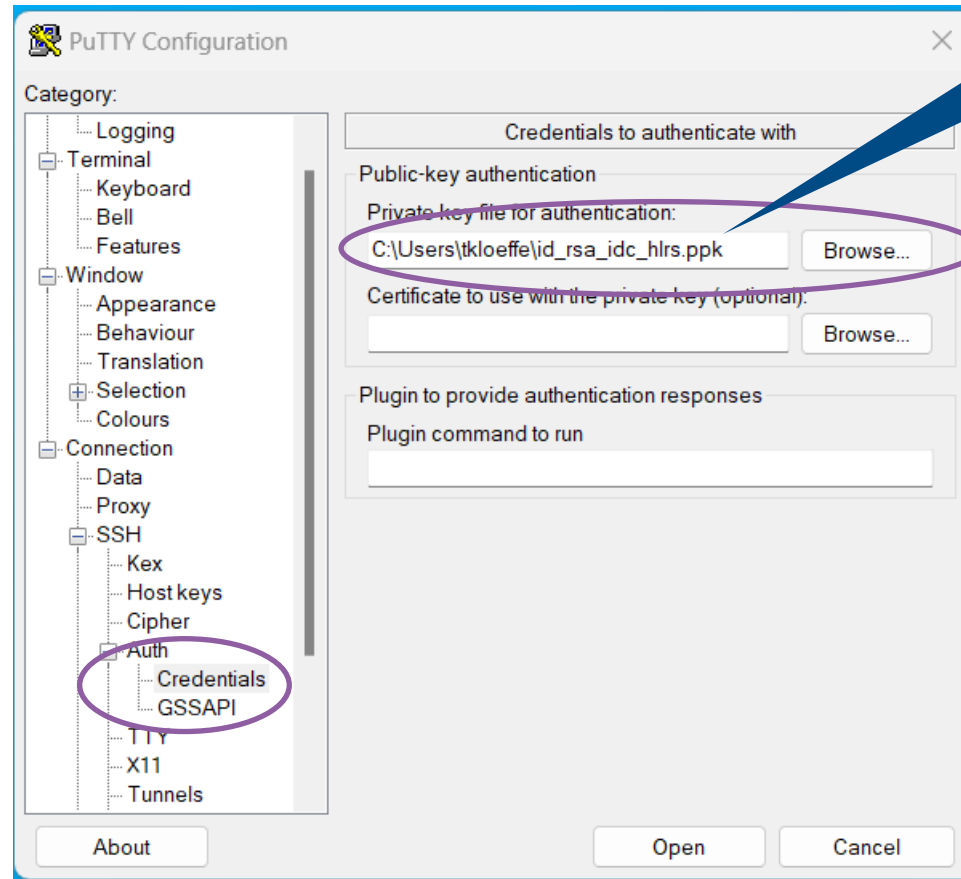 PuTTY Configuration
Category:
Logging
Terminal
Keyboard
Bell
Features
Window
Appearance
Behaviour
Translation
Selection
Colours
Connection
Data
Proxy
SSH
Kex
Host keys
Cipher
Auth
Credentials
GSSAPI
TTY
X11
Tunnels
Credentials to authenticate with
Public-key authentication
Private key file for authentication:
C:\Users\tkloeffe\id_rsa_idc_hlrs.ppk Browse...
Certificate to use with the private key (optional):
Browse...
Plugin to provide authentication responses
Plugin command to run
About Open Cancel